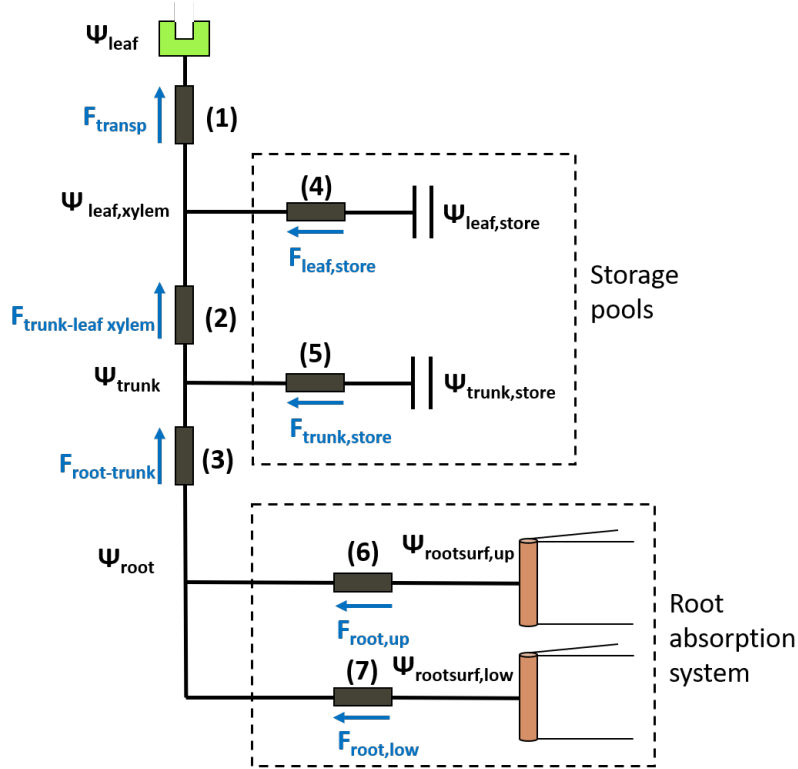 Ψleaf
Ftransp
(1)
Ψ leaf,xylem
(4)
Ψleaf,store
Fleaf,store
Storage
pools
Ftrunk-leaf xylem
(2)
Ψtrunk
(5)
Ψtrunk,store
Ftrunk,store
Froot-trunk
(3)
Ψroot
(6)
Ψrootsurf,up
Froot,up
Root
absorption
system
(7)
Ψrootsurf,low
Froot,low